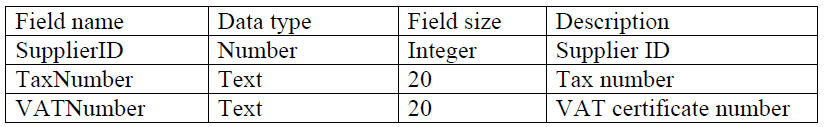 Field name Data type Field size Description
SupplierID Number Integer Supplier ID
TaxNumber Text 20 Tax number
VATNumber Text 20 VAT certificate number